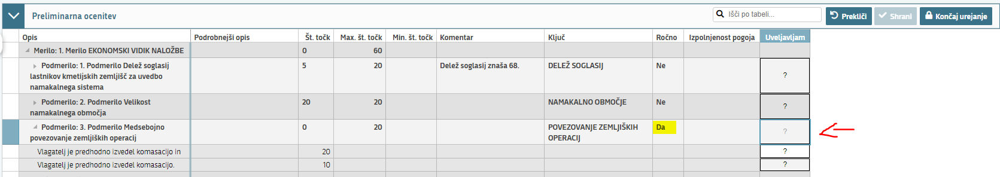 Preliminarna ocenitev
Išči po tabeli...
Prekliči
Shrani
Končaj urejanje
Opis Podrobnejši opis Št. točk Max. št. točk Min. št. točk Komentar Ključ Ročno Izpolnjenost pogoja Uveljavljam
Merilo: 1. Merilo EKONOMSKI VIDIK NALOŽBE 0 60
Podmerilo: 1. Podmerilo Delež soglasij 5 20 Delež soglasij znaša 68. DELEŽ SOGLASIJ Ne
lastnikov kmetijskih zemljišč za uvedbo ?
namakalnega sistema
Podmerilo: 2. Podmerilo Velikost 20 20 NAMAKALNO OBMOČJE Ne ?
namakalnega območja
Podmerilo: 3. Podmerilo Medsebojno 0 20 POVEZOVANJE ZEMLJIŠKIH Da ?
povezovanje zemljiških operacij OPERACIJ
Vlagatelj je predhodno izvedel komasacijo in 20 ?
Vlagatelj je predhodno izvedel komasacijo. 10 ?